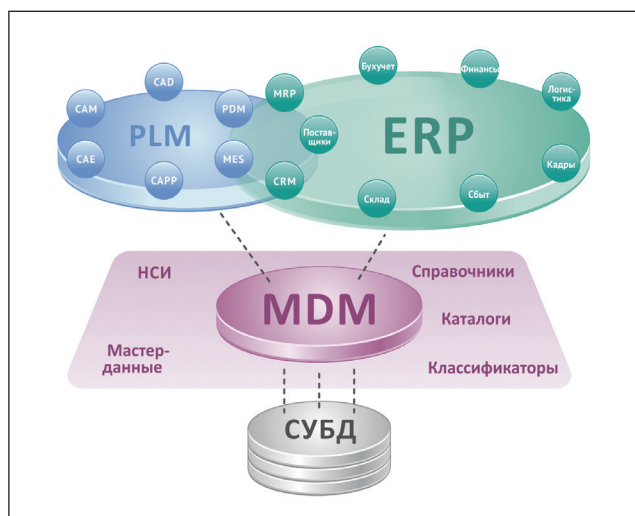 Бухучет
Финансы
CAD
Логис-
тика
MRP
CAM
PDM
PLM
Постав-
щики
ERP
CAE
MES
Кадры
CAPP
CRM
Склад
Сбыт
НСИ
Справочники
MDM
Каталоги
Мастер-
данные
Классификаторы
СУБД